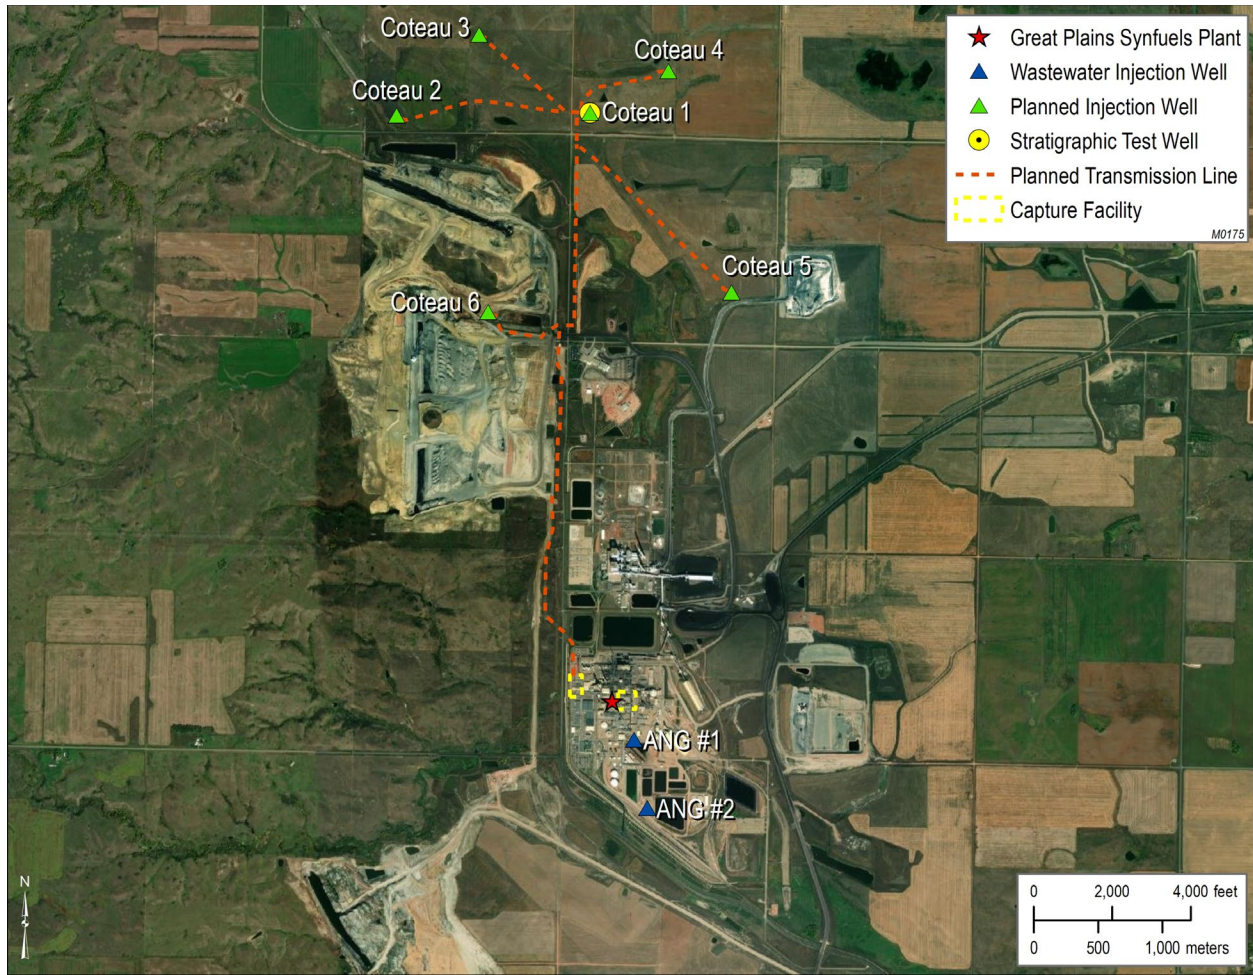 Coteau 3
Coteau 4
Coteau 2
Coteau 1
Coteau 5
Coteau 6
ANG #1
ANG #2
Great Plains Synfuels Plant
Wastewater Injection Well
Planned Injection Well
Stratigraphic Test Well
Planned Transmission Line
Capture Facility
M0175
N
0 2,000 4,000 feet
0 500 1,000 meters